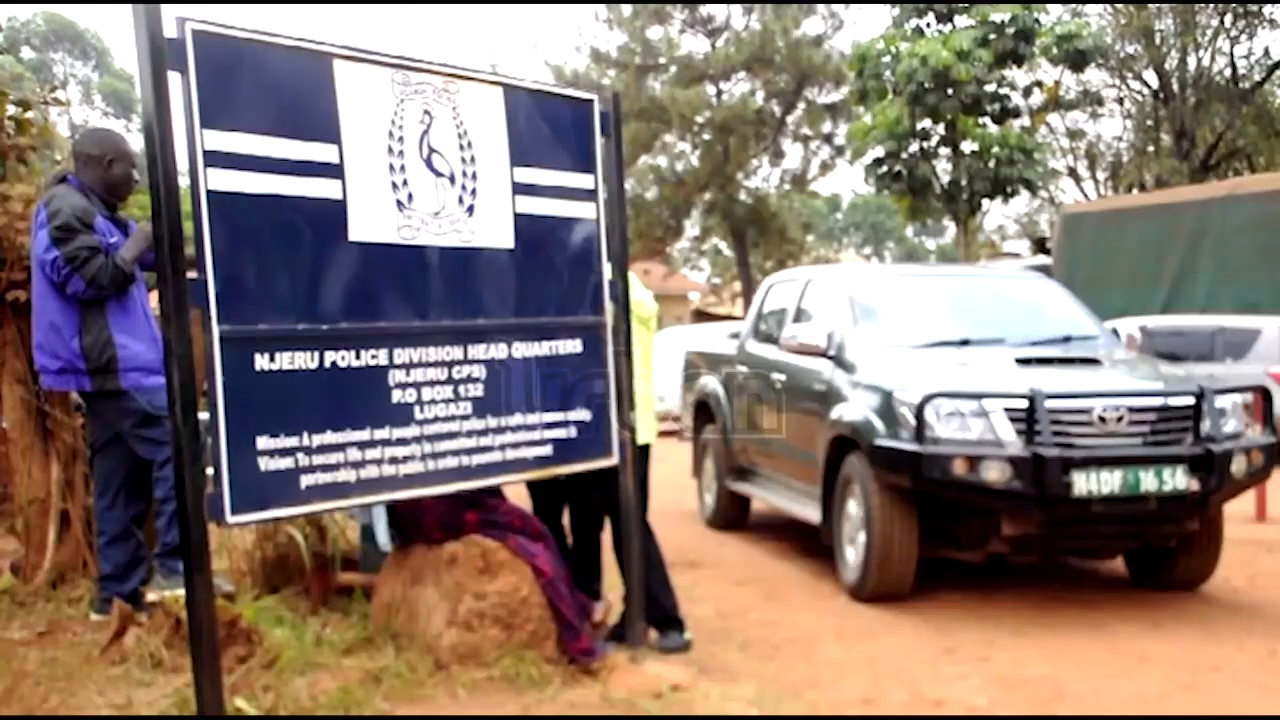 NJERU POLICE DIVISION HEAD QUARTERS
(NJERU CPS)
P.O BOX 132
LUGAZI
Mission: A professional and people centered police for a safe and secure society
Vision: To secure life and property in committed and professional manner in
partnership with the public in order to promote development
H4DF 1656